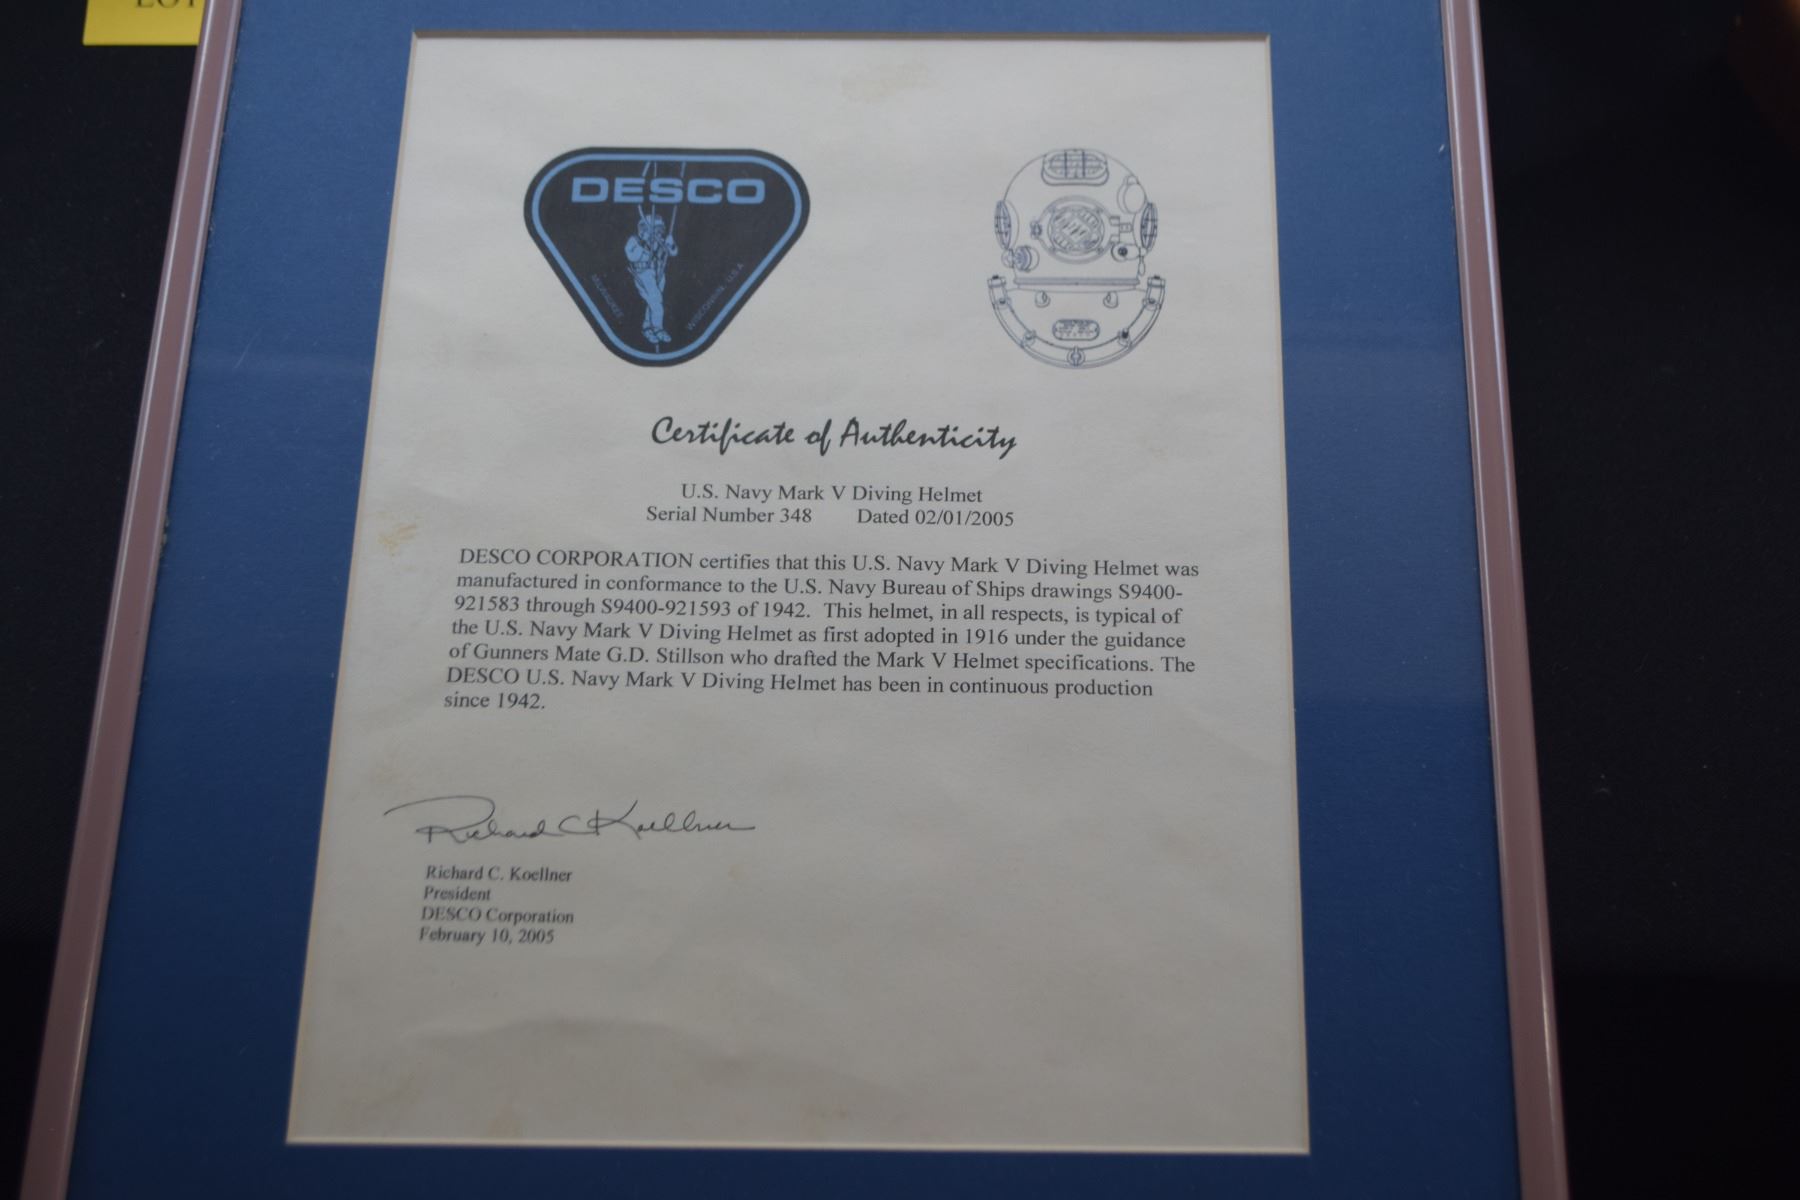 LOT
DESCO
MILWAUKEE
WISCONSIN, U.S.A.
Certificate of Authenticity
U.S. Navy Mark V Diving Helmet
Serial Number 348 Dated 02/01/2005
DESCO CORPORATION certifies that this U.S. Navy Mark V Diving Helmet was
manufactured in conformance to the U.S. Navy Bureau of Ships drawings S9400-
921583 through S9400-921593 of 1942. This helmet, in all respects, is typical of
the U.S. Navy Mark V Diving Helmet as first adopted in 1916 under the guidance
of Gunners Mate G.D. Stillson who drafted the Mark V Helmet specifications. The
DESCO U.S. Navy Mark V Diving Helmet has been in continuous production
since 1942.
Richard C Koellner
Richard C. Koellner
President
DESCO Corporation
February 10, 2005